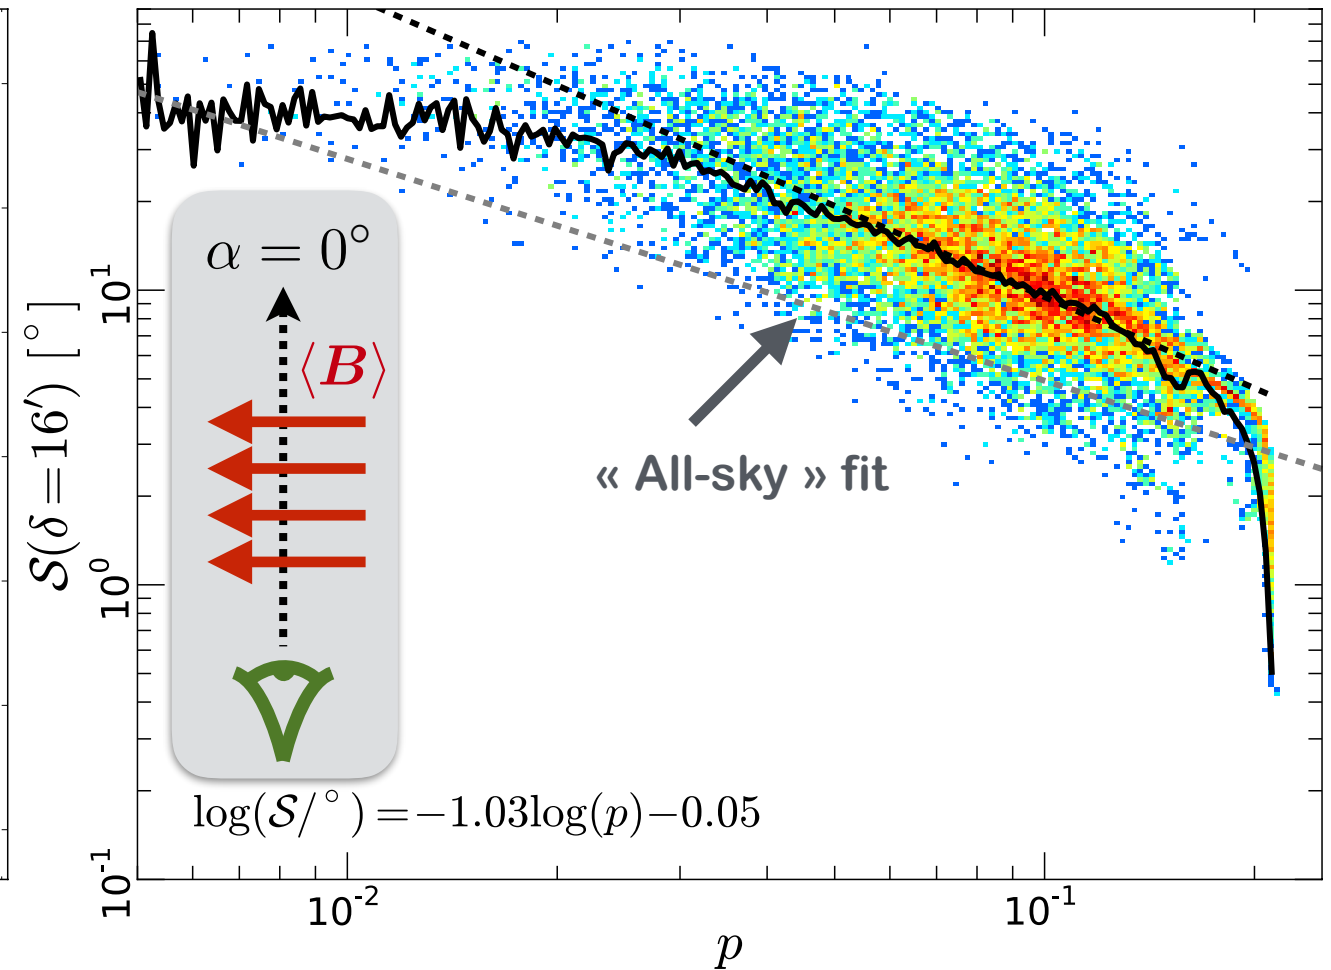 S(δ=16′) [°]
10¹
10⁰
10⁻¹
α = 0°
⟨B⟩
« All-sky » fit
log(S/°)=−1.03log(p)−0.05
10⁻²
10⁻¹
p